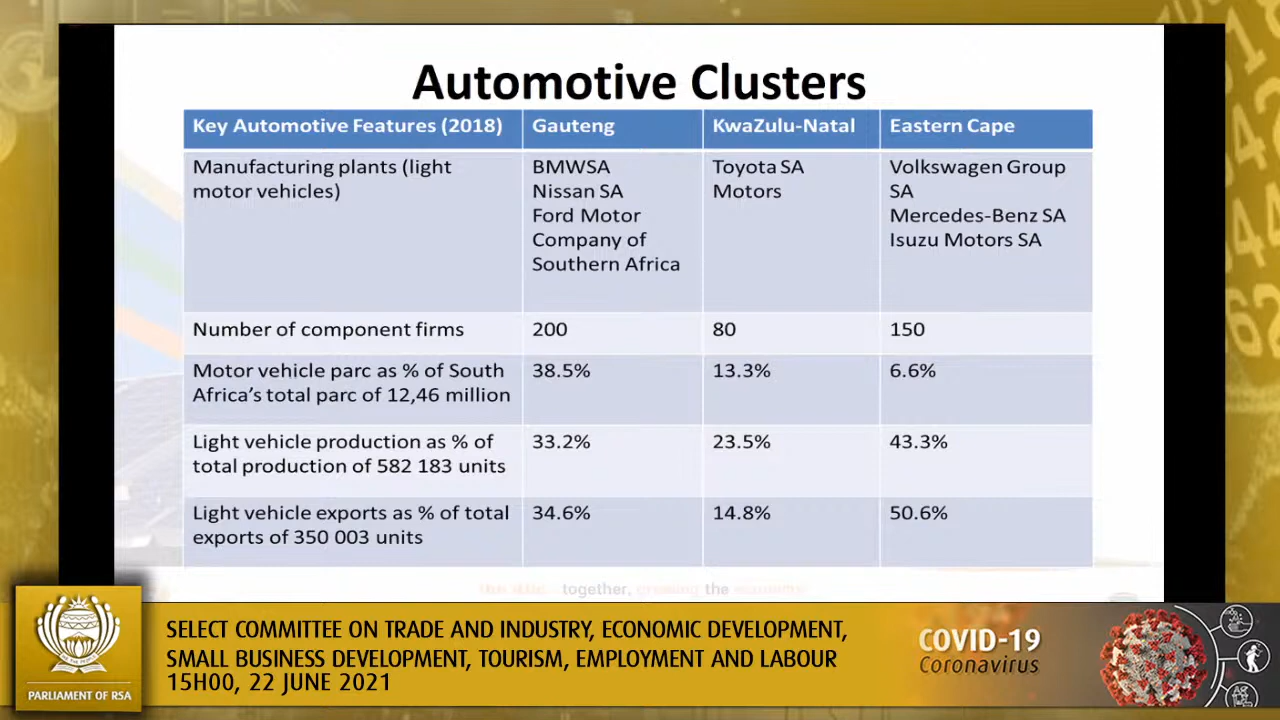 Automotive Clusters
Key Automotive Features (2018) Gauteng KwaZulu-Natal Eastern Cape
Manufacturing plants (light motor vehicles)
BMWSA
Nissan SA
Ford Motor
Company of
Southern Africa
Toyota SA
Motors
Volkswagen Group
SA
Mercedes-Benz SA
Isuzu Motors SA
Number of component firms 200 80 150
Motor vehicle parc as % of South
Africa's total parc of 12,46 million
38.5% 13.3% 6.6%
Light vehicle production as % of
total production of 582 183 units
33.2% 23.5% 43.3%
Light vehicle exports as % of total
exports of 350 003 units
34.6% 14.8% 50.6%
together, growing the economy
PARLIAMENT OF RSA
SELECT COMMITTEE ON TRADE AND INDUSTRY, ECONOMIC DEVELOPMENT,
SMALL BUSINESS DEVELOPMENT, TOURISM, EMPLOYMENT AND LABOUR
15H00, 22 JUNE 2021
COVID-19
Coronavirus